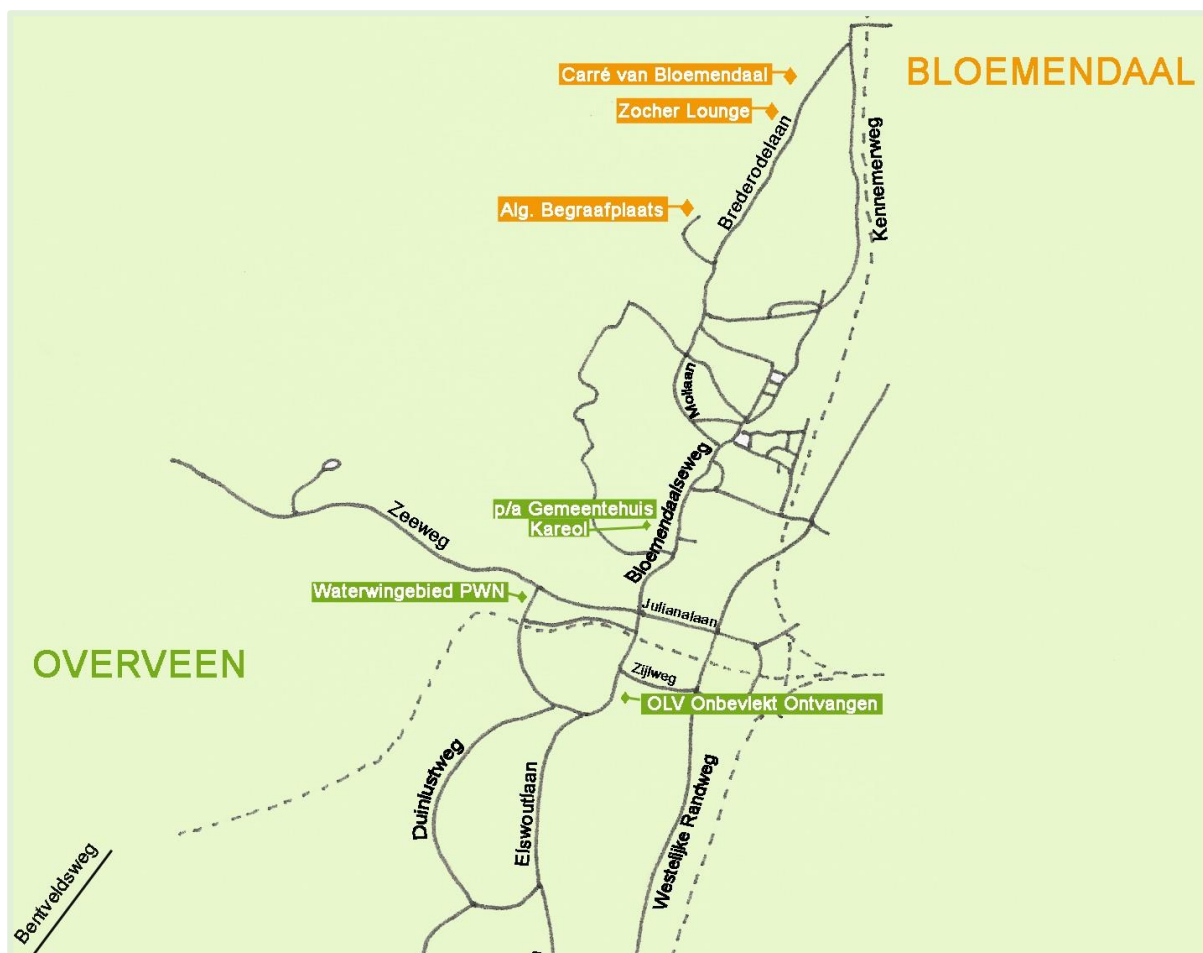 BLOEMENDAAL
Carré van Bloemendaal
Zocher Lounge
Brederodelaan
Kennemerweg
Alg. Begraafplaats
Mollaan
Bloemendaalseweg
p/a Gemeentehuis
Kareol
Zeeweg
Waterwingebied PWN
Julianalaan
OVERVEEN
Zijlweg
OLV Onbevlekt Ontvangen
Duinlustweg
Elswoutlaan
Westelijke Randweg
Bentveldsweg